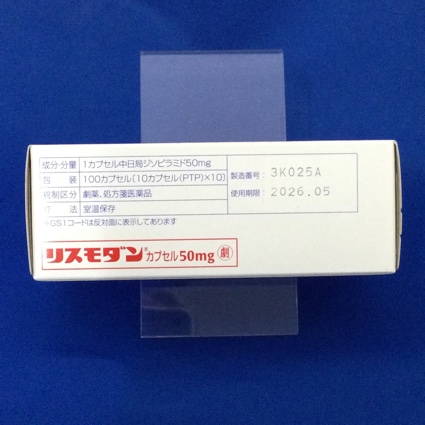 成分・分量 1カプセル中日局ジソピラミド50mg
包装 100カプセル(10カプセル(PTP)×10)
規制区分 劇薬、処方箋医薬品
貯法 室温保存
製造番号: 3K025A
使用期限: 2026.05
※GS1コードは反対面に表示してあります
リスモダン®カプセル50mg 劇